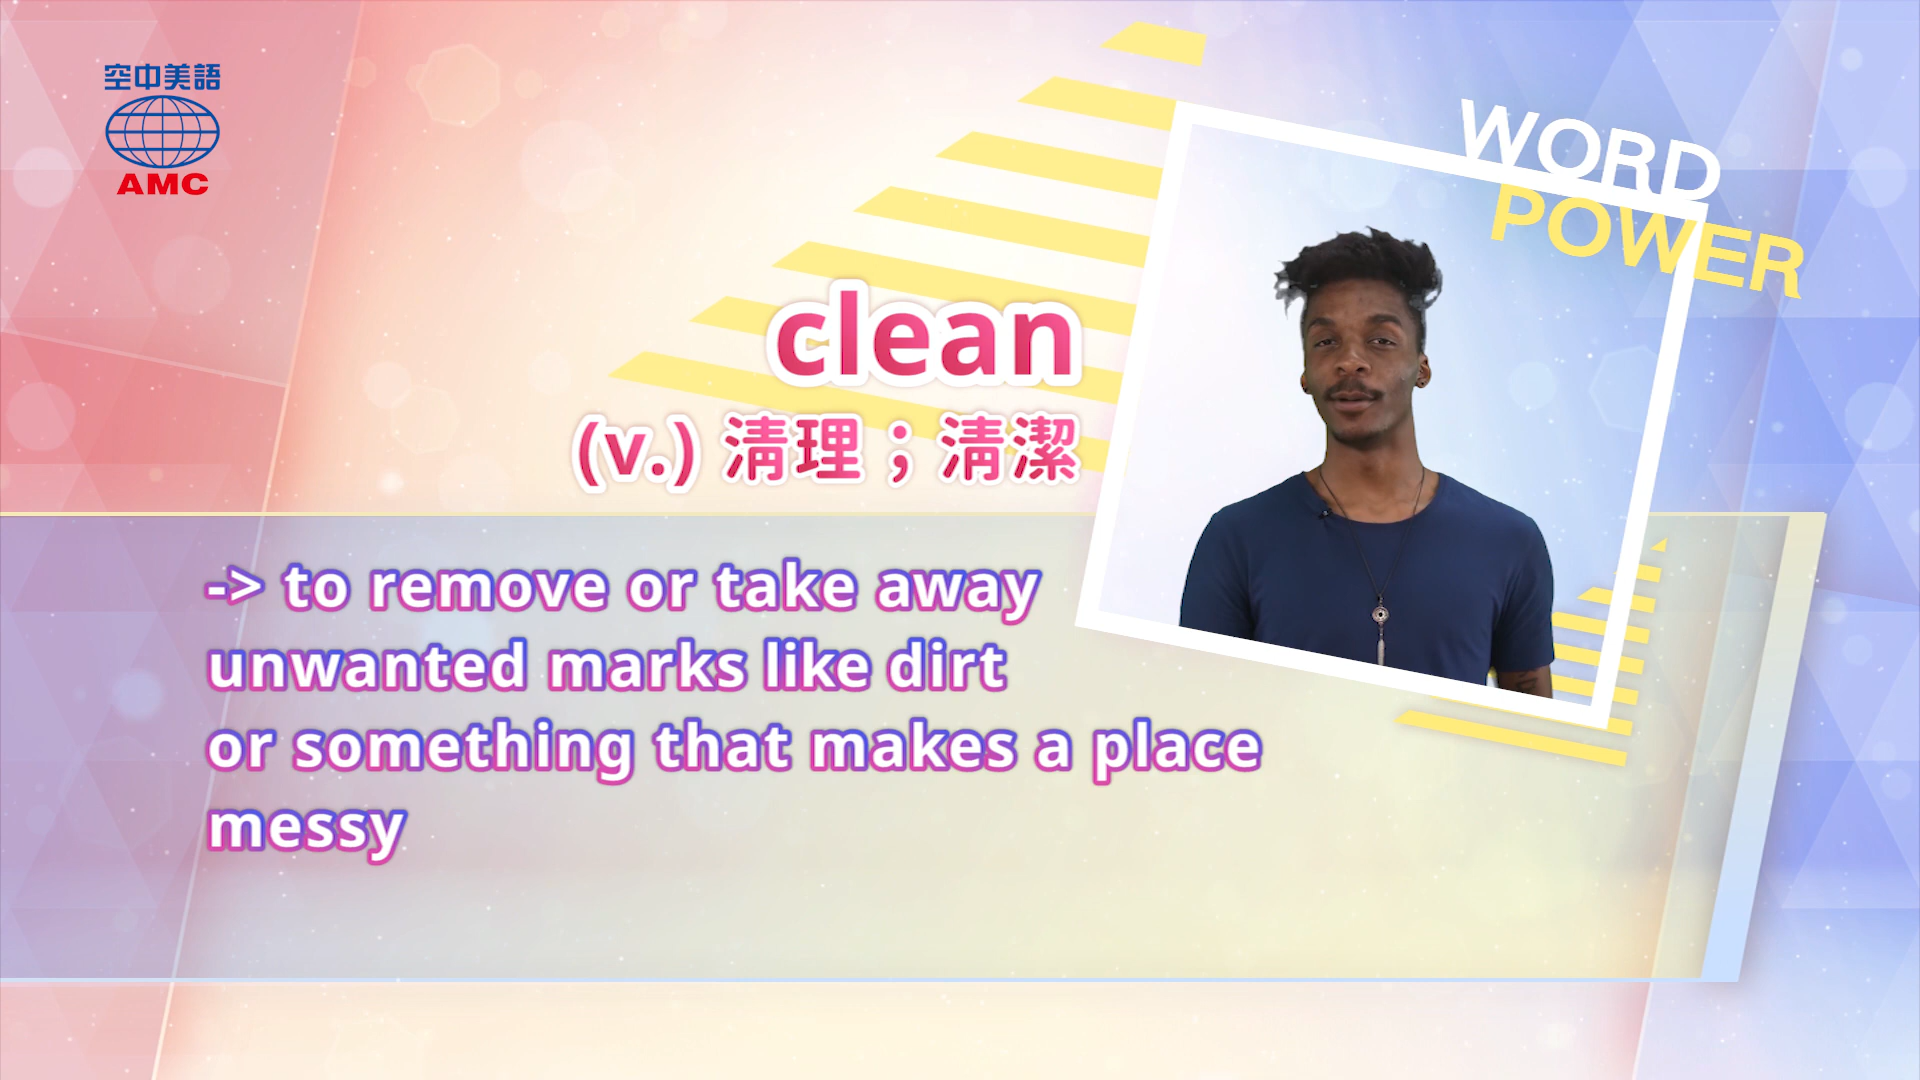 空中美語
AMC
WORD
POWER
clean
(v.) 清理；清潔
-> to remove or take away
unwanted marks like dirt
or something that makes a place
messy